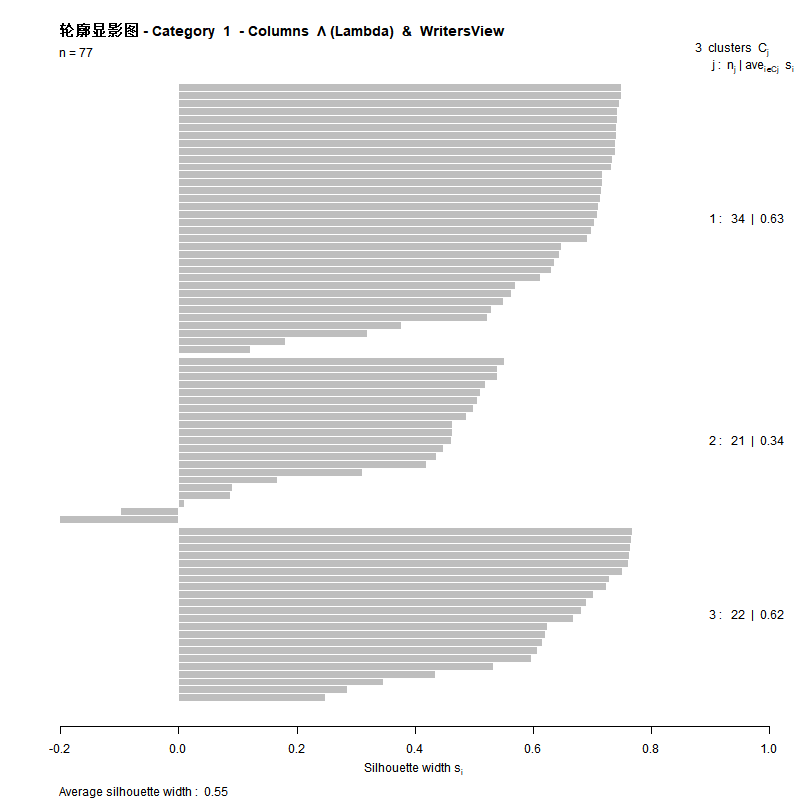 轮廓显影图 - Category 1 - Columns Λ (Lambda) & WritersView
n = 77
3 clusters Cj
j : nj | avei∈Cj si
1 : 34 | 0.63
2 : 21 | 0.34
3 : 22 | 0.62
-0.2 0.0 0.2 0.4 0.6 0.8 1.0
Silhouette width si
Average silhouette width : 0.55